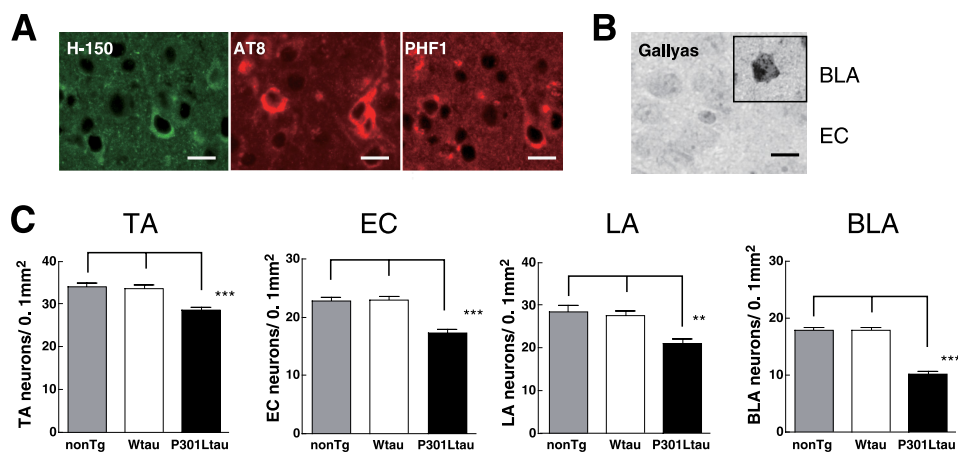 A
H-150
AT8
PHF1
B
Gallyas
BLA
EC
C
TA
TA neurons/ 0. 1mm²
40
30
20
10
0
***
nonTg Wtau P301Ltau
EC
EC neurons/ 0. 1mm²
30
20
10
0
***
nonTg Wtau P301Ltau
LA
LA neurons/ 0. 1mm²
40
30
20
10
0
**
nonTg Wtau P301Ltau
BLA
BLA neurons/ 0. 1mm²
30
20
10
0
***
nonTg Wtau P301Ltau